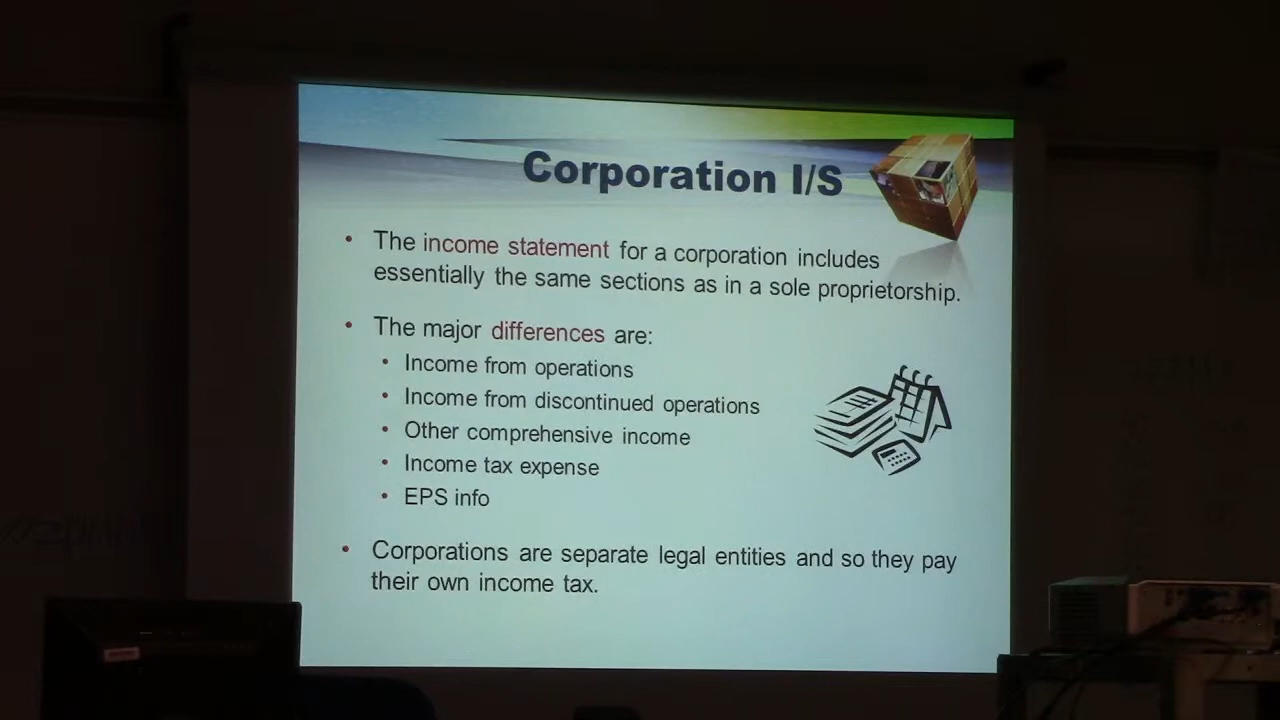 Corporation I/S
• The income statement for a corporation includes
essentially the same sections as in a sole proprietorship.
• The major differences are:
• Income from operations
• Income from discontinued operations
• Other comprehensive income
• Income tax expense
• EPS info
• Corporations are separate legal entities and so they pay
their own income tax.